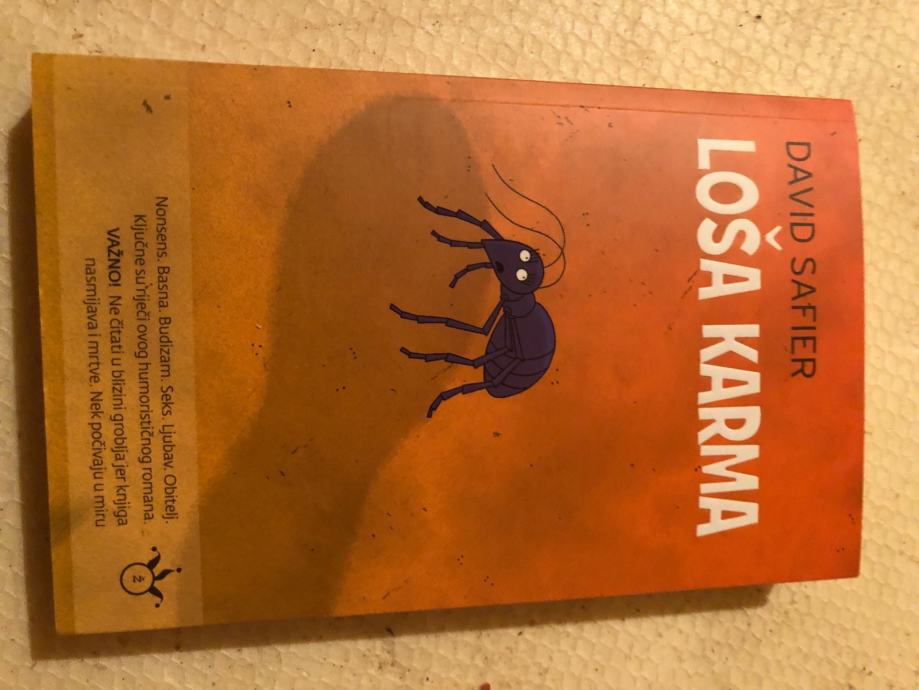 DAVID SAFIER
LOŠA KARMA
Nonsens. Basna. Budizam. Seks. Ljubav. Obitelj.
Ključne su riječi ovog humorističnog romana.
VAŽNO! Ne čitati u blizini groblja jer knjiga
nasmijava i mrtve. Nek počivaju u miru
Ž